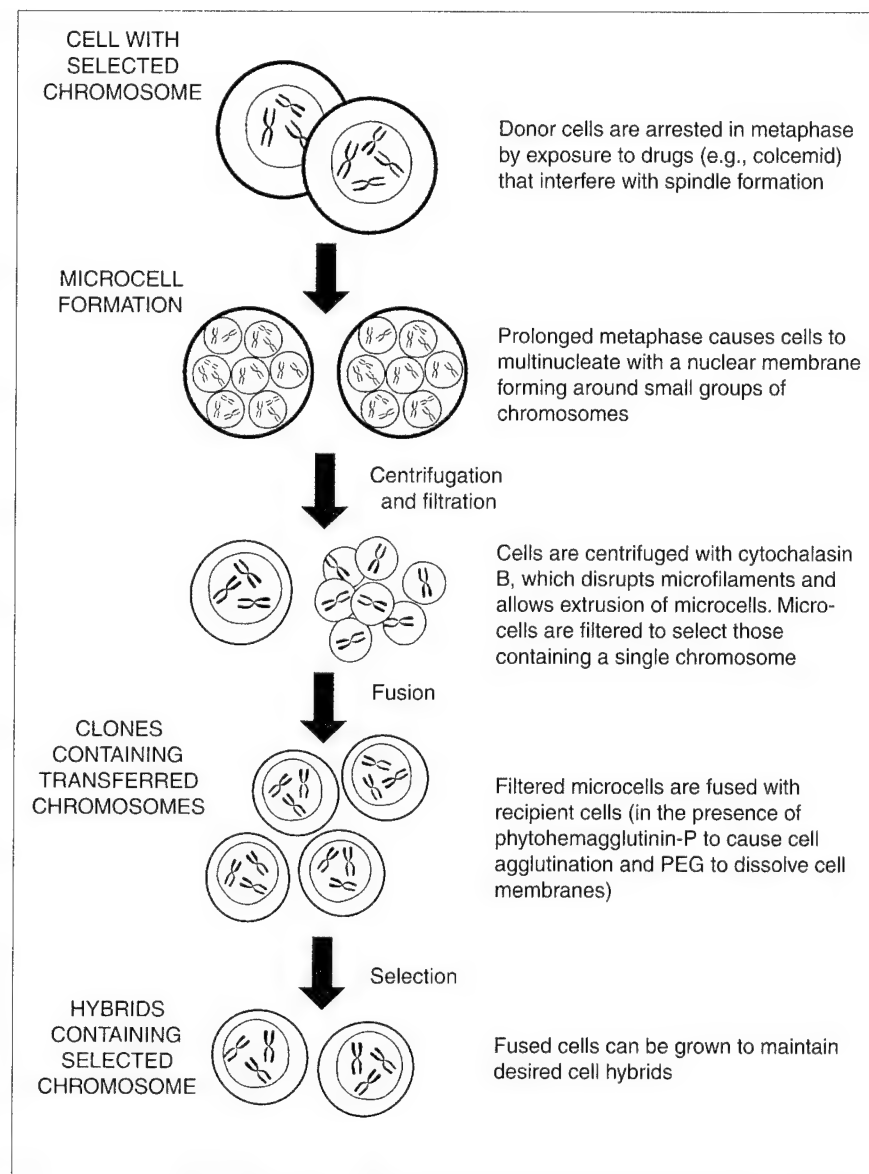 CELL WITH
SELECTED
CHROMOSOME
Donor cells are arrested in metaphase
by exposure to drugs (e.g., colcemid)
that interfere with spindle formation
MICROCELL
FORMATION
Prolonged metaphase causes cells to
multinucleate with a nuclear membrane
forming around small groups of
chromosomes
Centrifugation
and filtration
Cells are centrifuged with cytochalasin
B, which disrupts microfilaments and
allows extrusion of microcells. Micro-
cells are filtered to select those
containing a single chromosome
Fusion
CLONES
CONTAINING
TRANSFERRED
CHROMOSOMES
Filtered microcells are fused with
recipient cells (in the presence of
phytohemagglutinin-P to cause cell
agglutination and PEG to dissolve cell
membranes)
Selection
HYBRIDS
CONTAINING
SELECTED
CHROMOSOME
Fused cells can be grown to maintain
desired cell hybrids